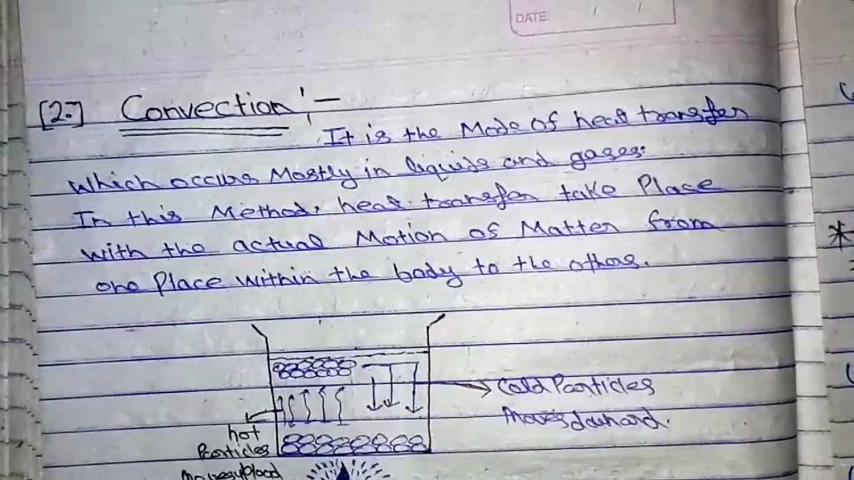 DATE: / /
[2.] Convection :-
It is the Mode of heat transfer
which occurs Mostly in liquids and gases.
In this Method, heat transfer take Place
with the actual Motion of Matter from
one Place within the body to the others.
Cold Particles
Moves downard.
hot
Particles